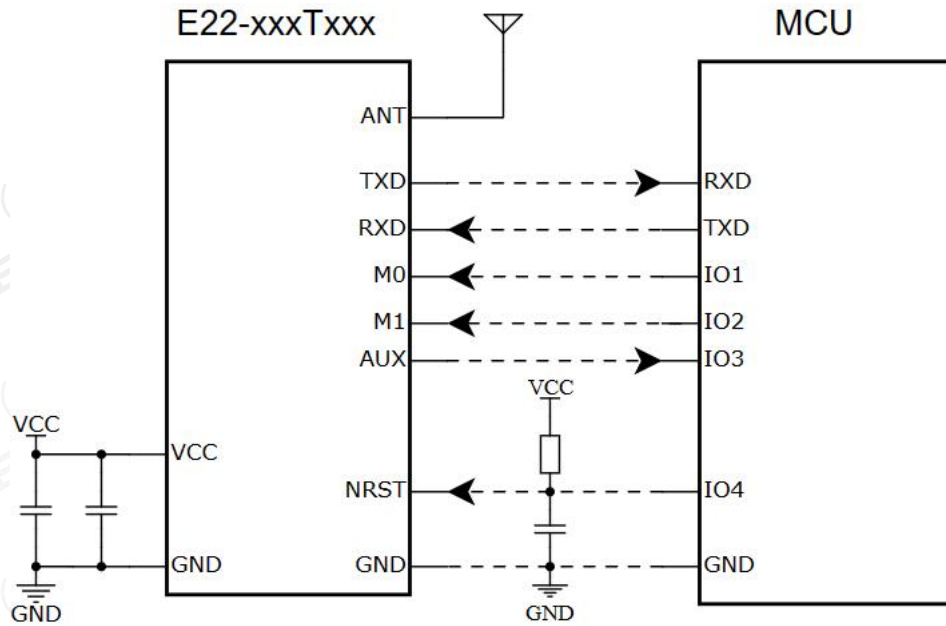 E22-xxxTxxx
MCU
ANT
TXD
RXD
RXD
TXD
M0
IO1
M1
IO2
AUX
IO3
VCC
VCC
VCC
NRST
IO4
GND
GND
GND
GND
GND